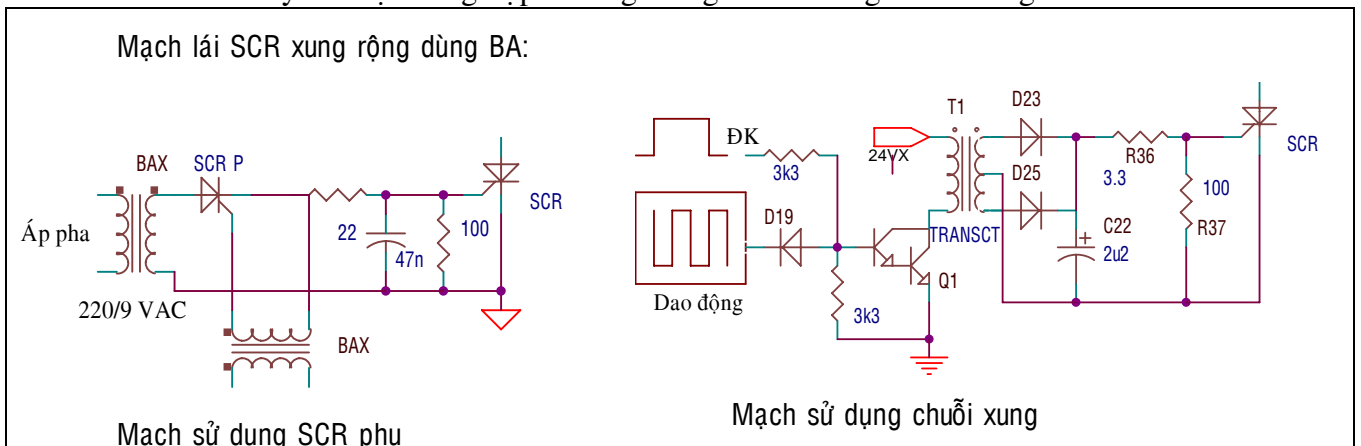 Mạch lái SCR xung rộng dùng BA:
BAX
SCR P
Áp pha
220/9 VAC
22
47n
100
SCR
BAX
Mạch sử dụng SCR phụ
ĐK
3k3
Dao động
D19
3k3
24VX
T1
TRANSCT
Q1
D23
D25
R36
3.3
C22
2u2
100
R37
SCR
Mạch sử dụng chuỗi xung